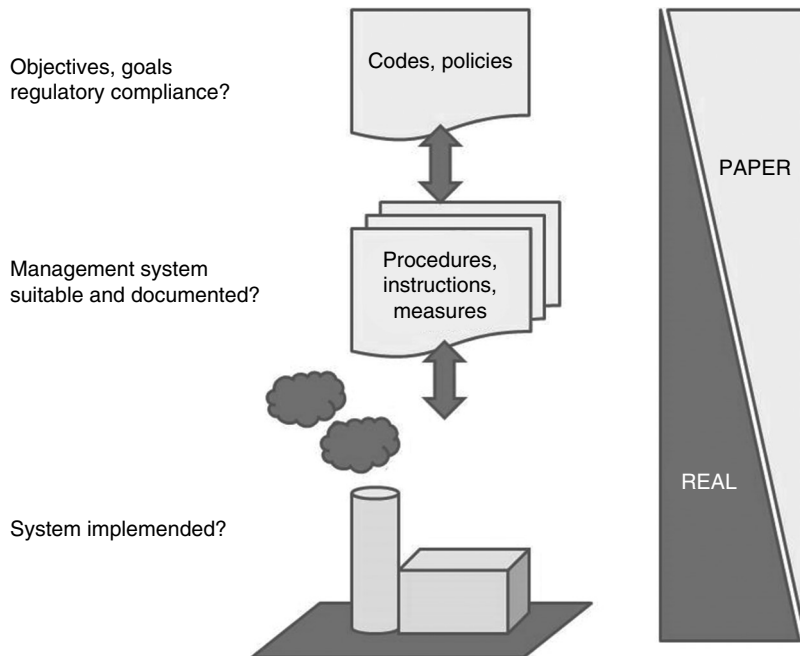 Objectives, goals
regulatory compliance?
Codes, policies
PAPER
Management system
suitable and documented?
Procedures,
instructions,
measures
REAL
System implemended?